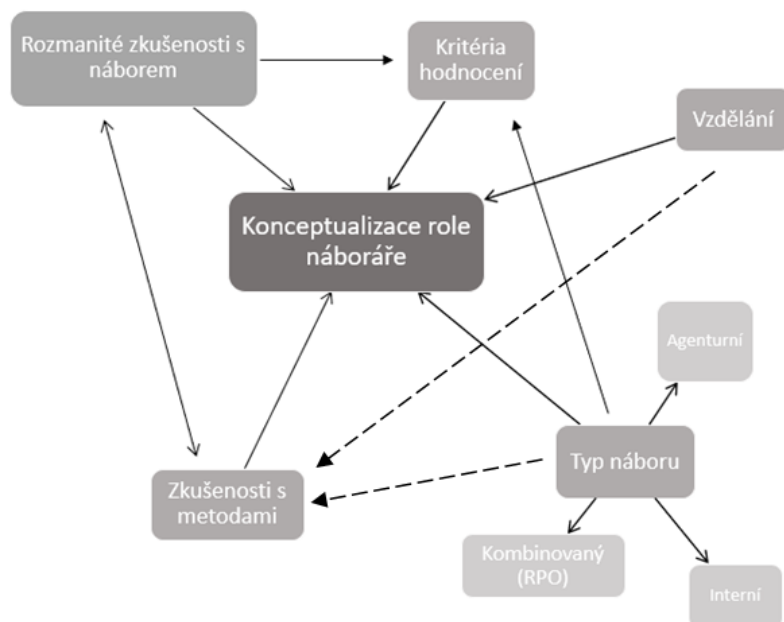 Rozmanité zkušenosti s
náborem
Kritéria
hodnocení
Vzdělání
Konceptualizace role
náboráře
Agenturní
Typ náboru
Zkušenosti s
metodami
Kombinovaný
(RPO)
Interní